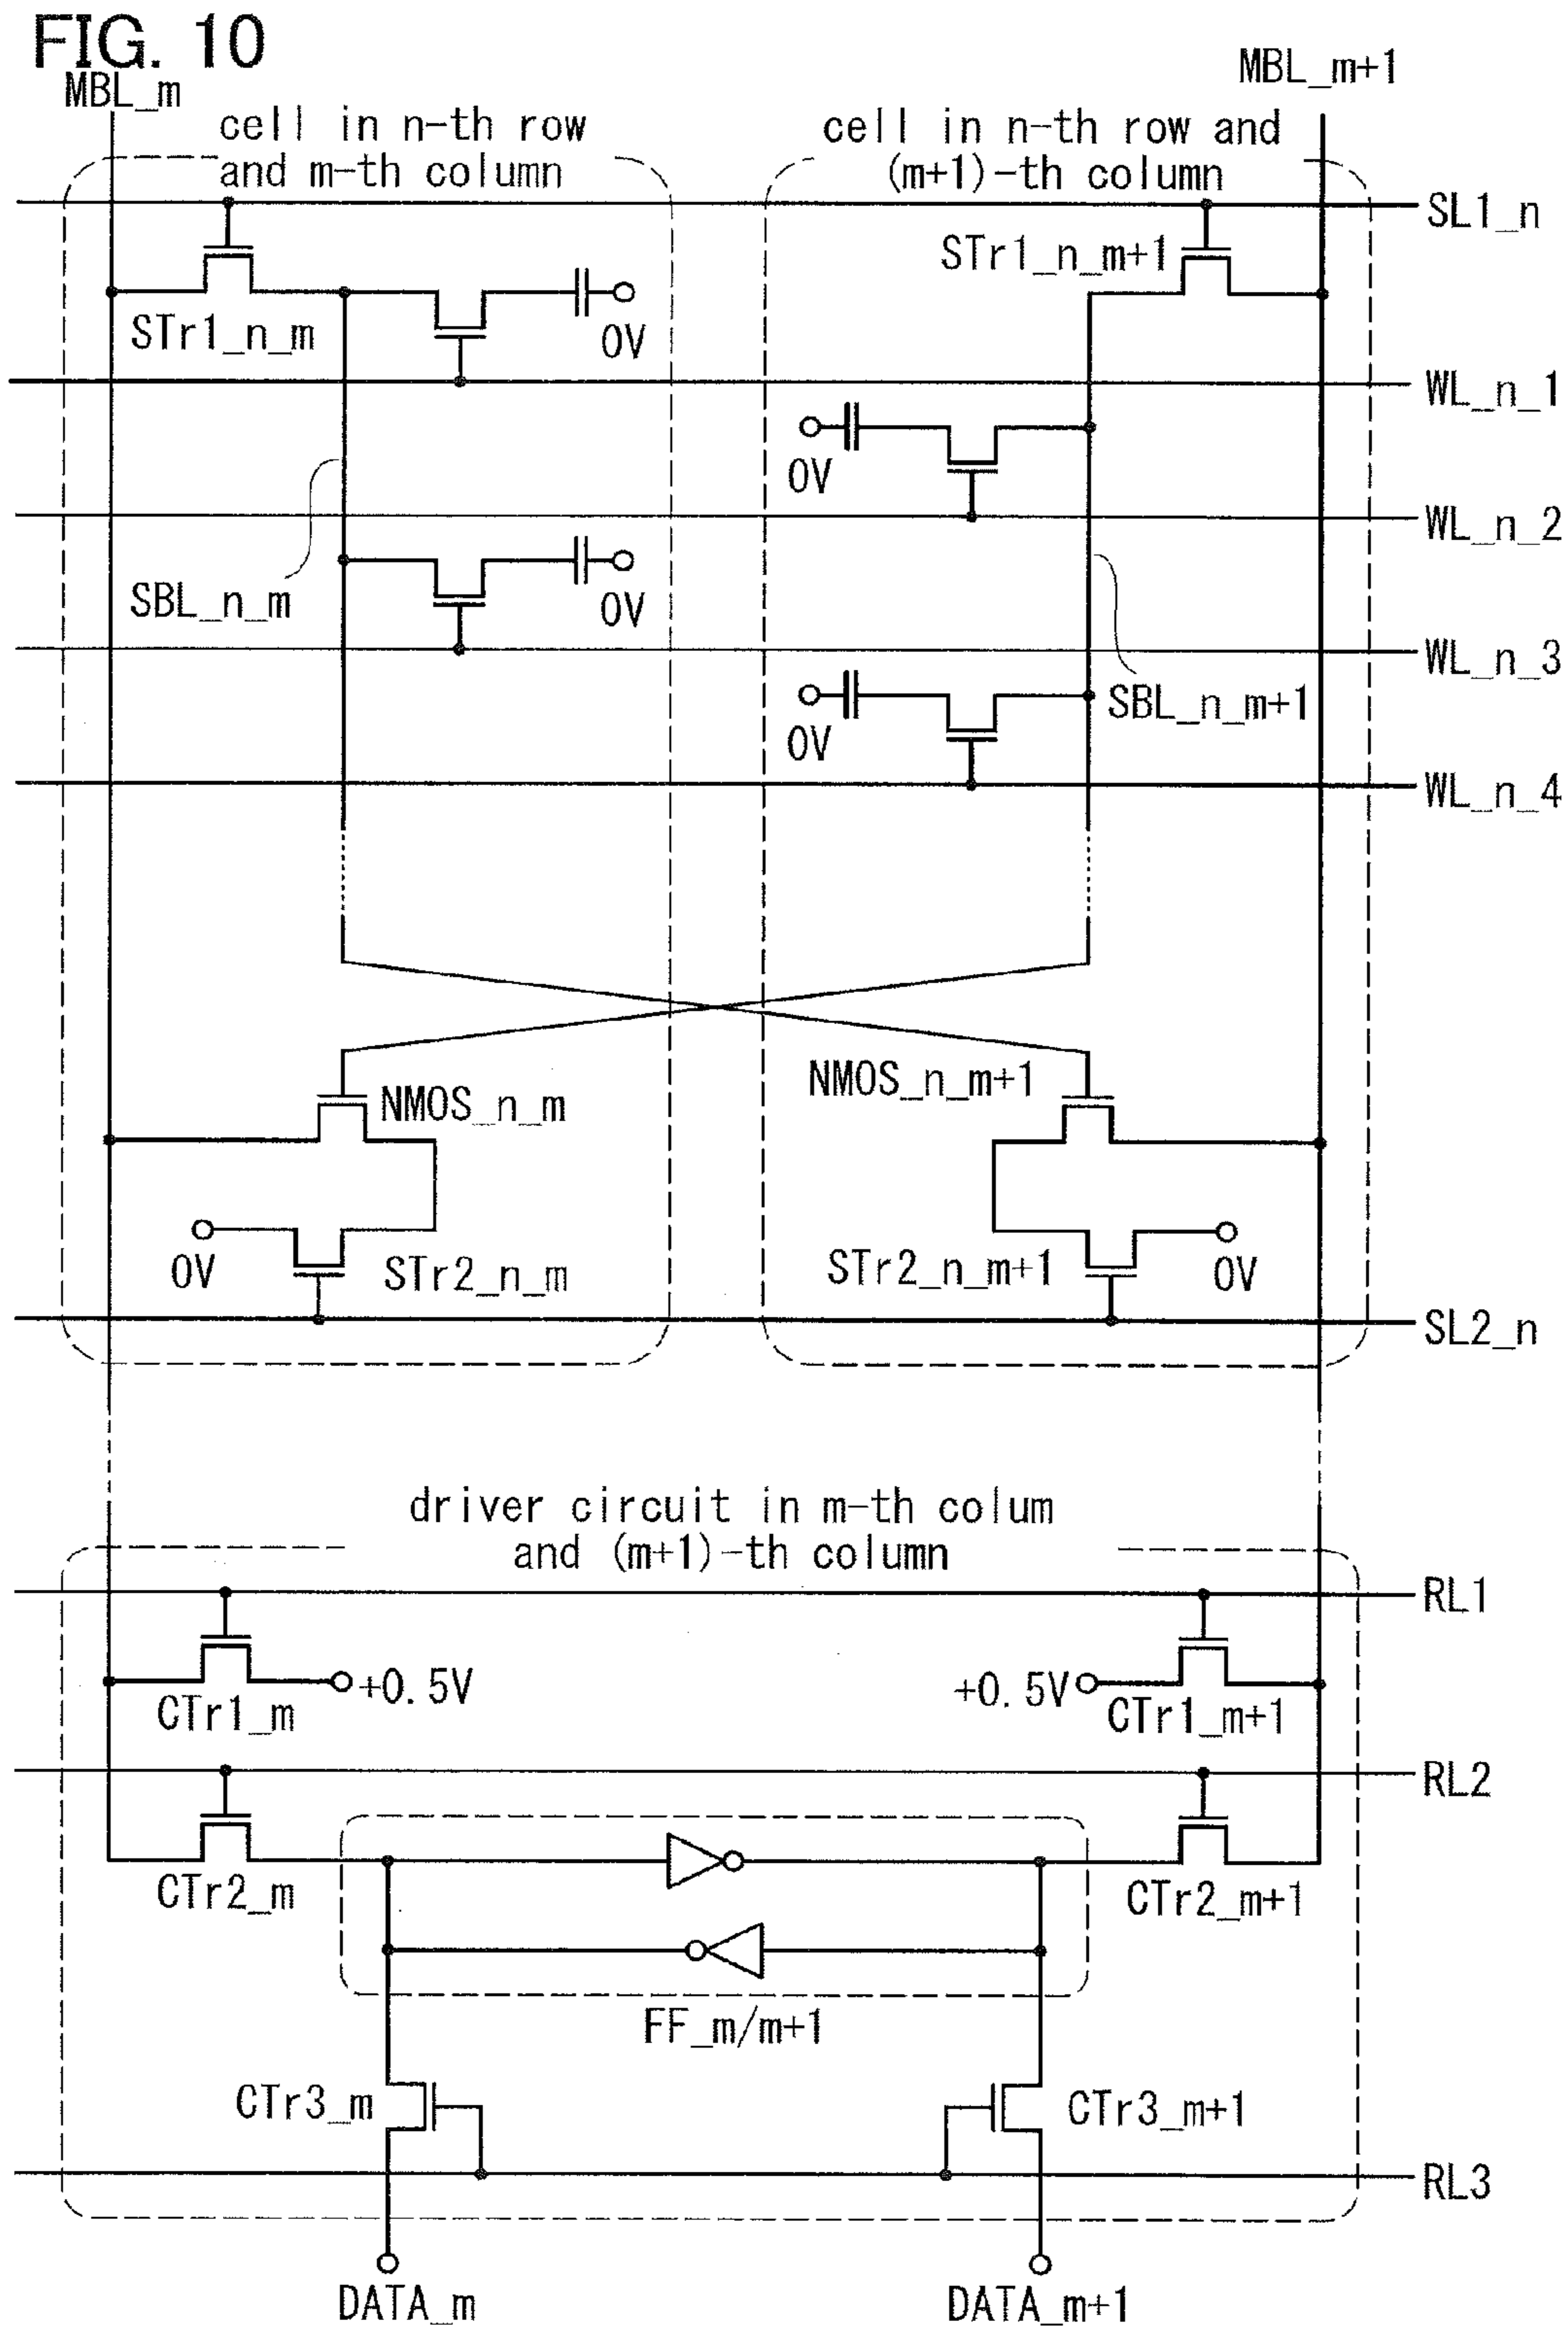 FIG. 10
MBL_m
MBL_m+1
cell in n-th row
and m-th column
cell in n-th row and
(m+1)-th column
SL1_n
STr1_n_m
STr1_n_m+1
0V
WL_n_1
0V
WL_n_2
SBL_n_m
0V
WL_n_3
SBL_n_m+1
0V
WL_n_4
NMOS_n_m
NMOS_n_m+1
0V
STr2_n_m
STr2_n_m+1
0V
SL2_n
driver circuit in m-th colum
and (m+1)-th column
RL1
+0.5V
+0.5V
CTr1_m
CTr1_m+1
RL2
CTr2_m
CTr2_m+1
FF_m/m+1
CTr3_m
CTr3_m+1
RL3
DATA_m
DATA_m+1